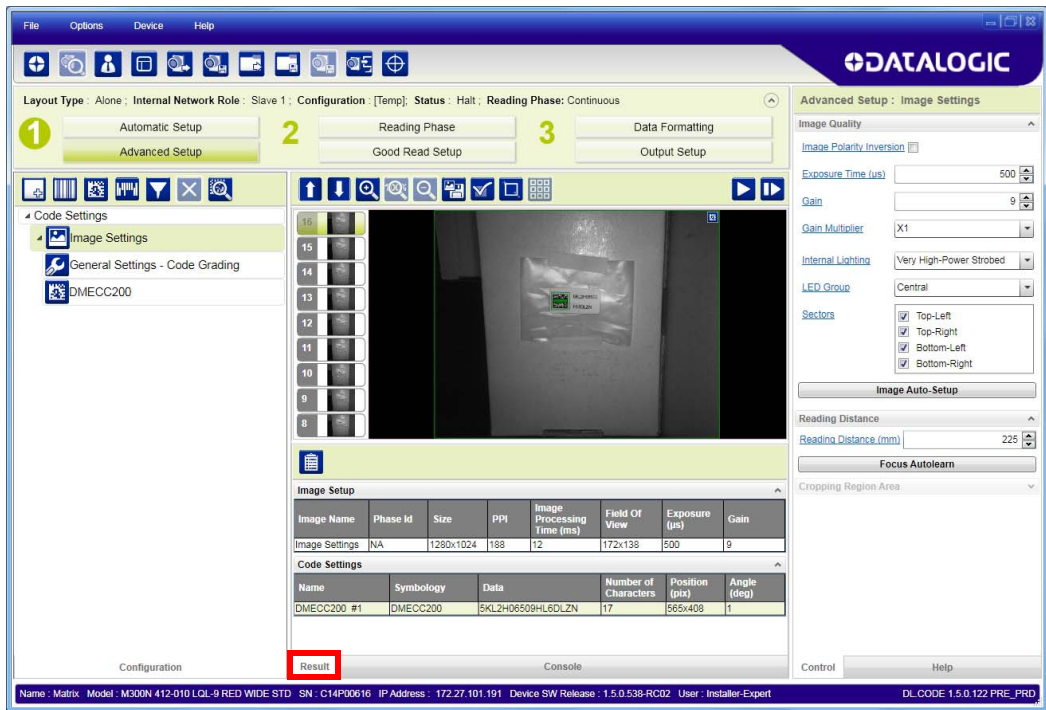 File Options Device Help
DATALOGIC
Layout Type : Alone ; Internal Network Role : Slave 1 ; Configuration : [Temp]; Status : Halt ; Reading Phase: Continuous
1 Automatic Setup 2 Reading Phase 3 Data Formatting
Advanced Setup Good Read Setup Output Setup
Code Settings
Image Settings
General Settings - Code Grading
DMECC200
Configuration
16
15
14
13
12
11
10
9
8
Image Setup
Image Name Phase Id Size PPI Image Processing Time (ms) Field Of View Exposure (µs) Gain
Image Settings NA 1280x1024 188 12 172x138 500 9
Code Settings
Name Symbology Data Number of Characters Position (pix) Angle (deg)
DMECC200 #1 DMECC200 5KL2H06509HL6DLZN 17 565x408 1
Result Console
Advanced Setup : Image Settings
Image Quality
Image Polarity Inversion
Exposure Time (µs) 500
Gain 9
Gain Multiplier X1
Internal Lighting Very High-Power Strobed
LED Group Central
Sectors Top-Left
Top-Right
Bottom-Left
Bottom-Right
Image Auto-Setup
Reading Distance
Reading Distance (mm) 225
Focus Autolearn
Cropping Region Area
Control Help
Name : Matrix Model : M300N 412-010 LQL-9 RED WIDE STD SN : C14P00616 IP Address : 172.27.101.191 Device SW Release : 1.5.0.538-RC02 User : Installer-Expert DL.CODE 1.5.0.122 PRE_PRD